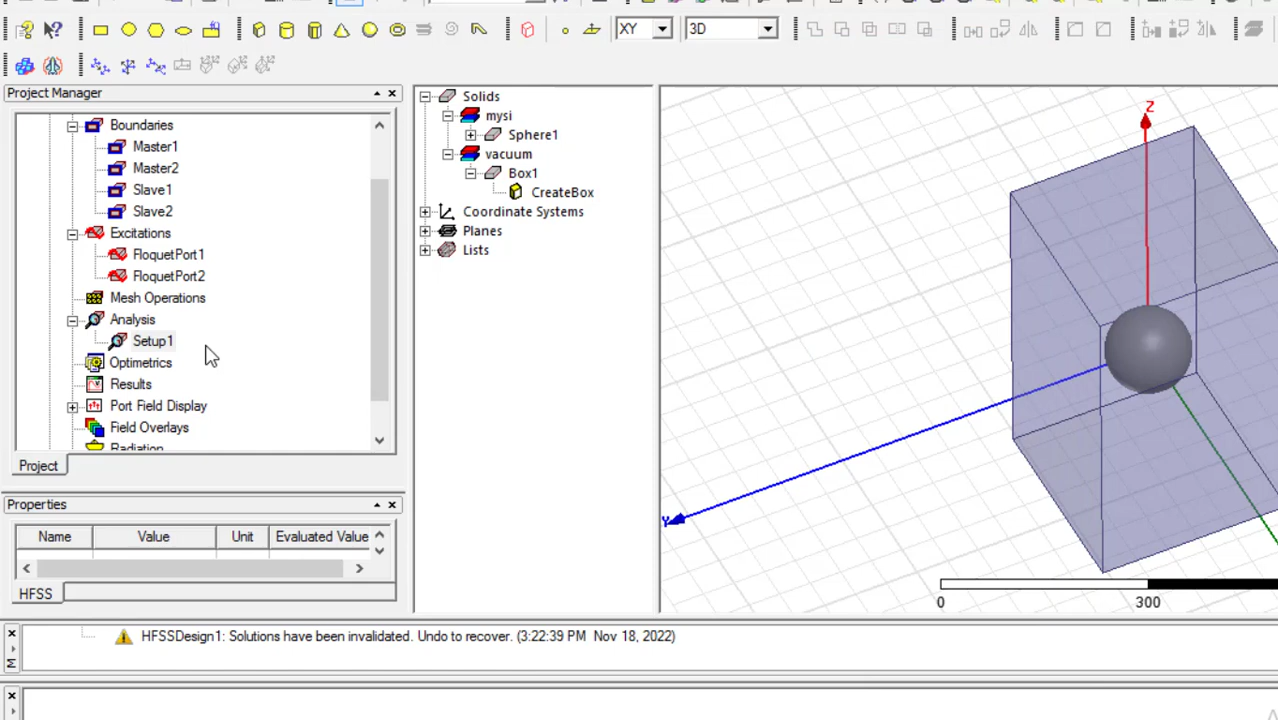 XY
3D
Project Manager
Boundaries
Master1
Master2
Slave1
Slave2
Excitations
FloquetPort1
FloquetPort2
Mesh Operations
Analysis
Setup1
Optimetrics
Results
Port Field Display
Field Overlays
Radiation
Project
Properties
Name Value Unit Evaluated Value
HFSS
Solids
mysi
Sphere1
vacuum
Box1
CreateBox
Coordinate Systems
Planes
Lists
Z
Y
0 300
HFSSDesign1: Solutions have been invalidated. Undo to recover. (3:22:39 PM Nov 18, 2022)
M